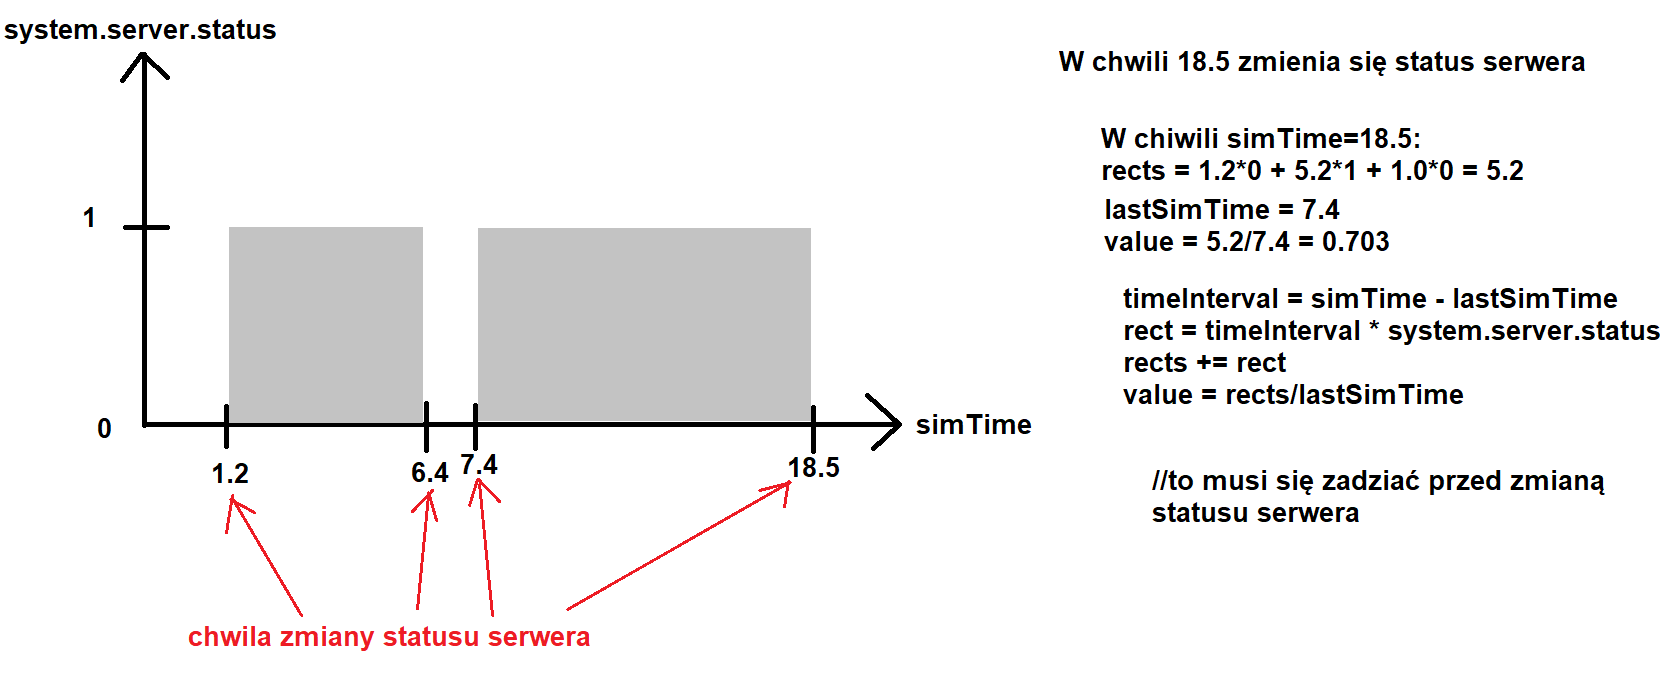 system.server.status
1
0
1.2
6.4
7.4
18.5
simTime
chwila zmiany statusu serwera
W chwili 18.5 zmienia się status serwera
W chiwili simTime=18.5:
rects = 1.2*0 + 5.2*1 + 1.0*0 = 5.2
lastSimTime = 7.4
value = 5.2/7.4 = 0.703
timeInterval = simTime - lastSimTime
rect = timeInterval * system.server.status
rects += rect
value = rects/lastSimTime
//to musi się zadziać przed zmianą
statusu serwera